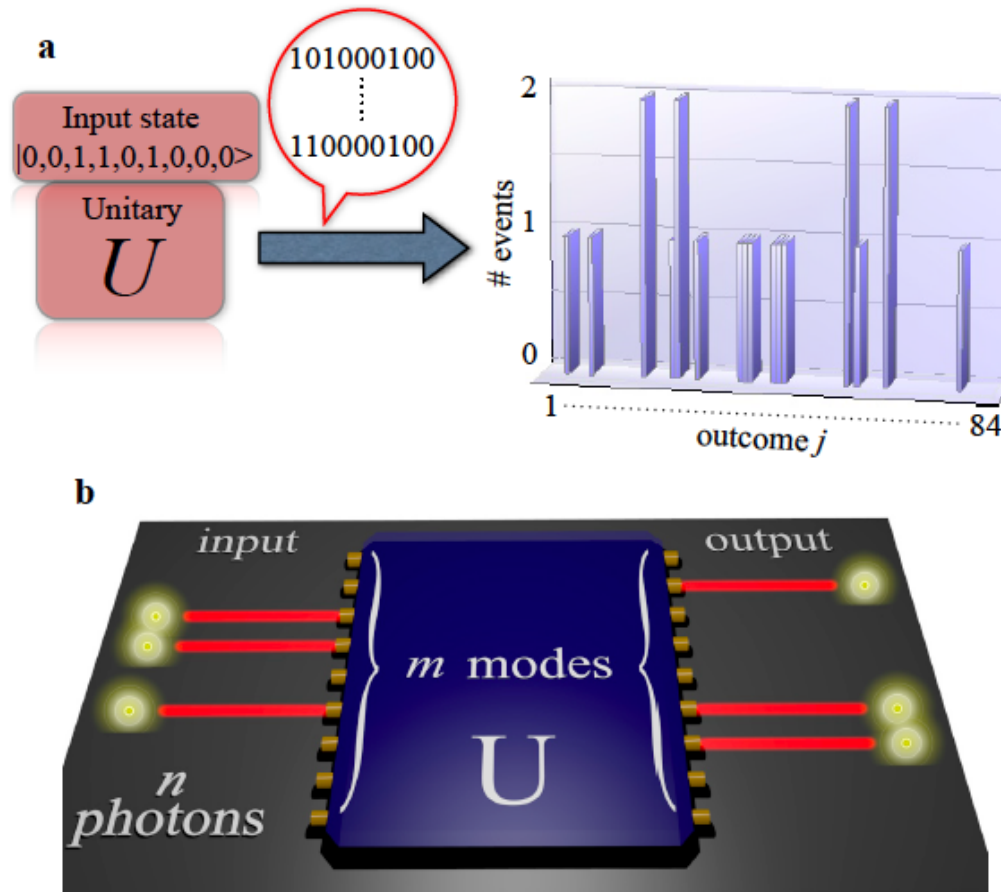 a
Input state
|0,0,1,1,0,1,0,0,0>
Unitary
U
101000100
110000100
# events
2
1
0
1
84
outcome j
b
input
output
m modes
U
n
photons